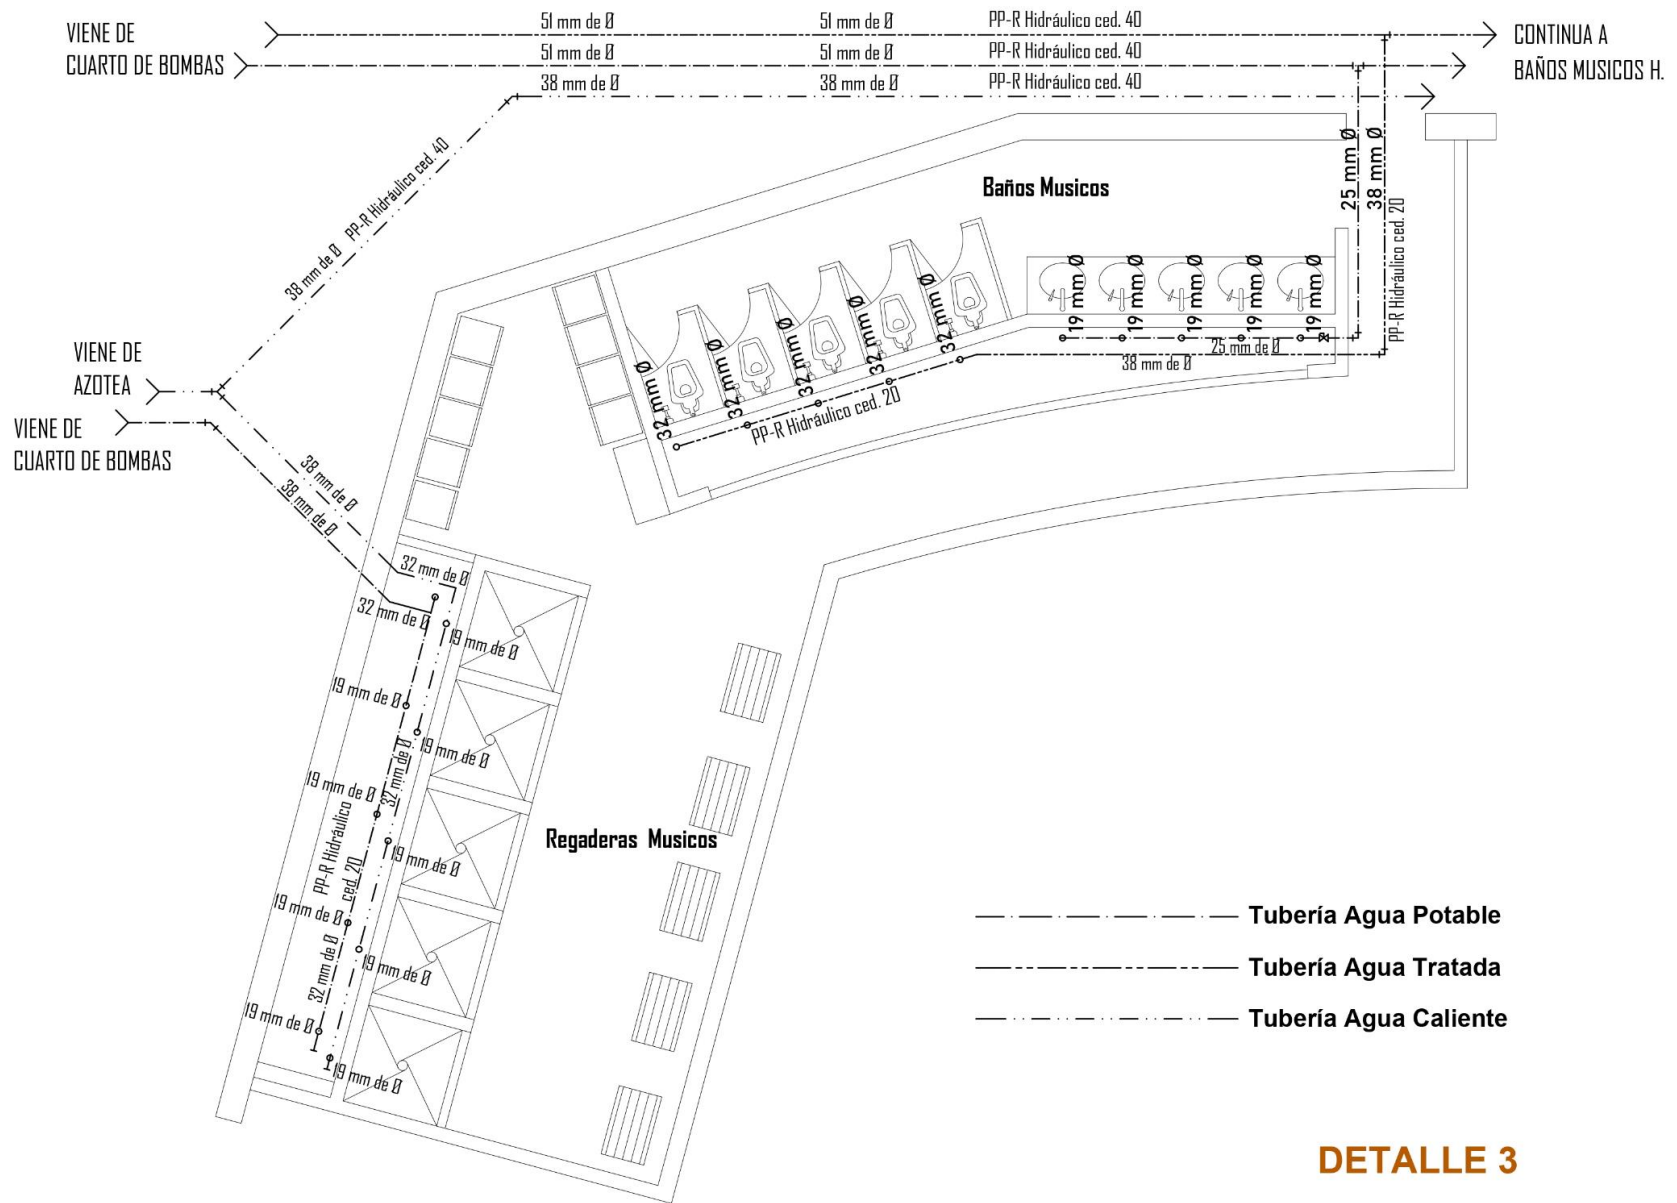 VIENE DE
CUARTO DE BOMBAS
51 mm de Ø
51 mm de Ø
PP-R Hidráulico ced. 40
51 mm de Ø
51 mm de Ø
PP-R Hidráulico ced. 40
38 mm de Ø
38 mm de Ø
PP-R Hidráulico ced. 40
CONTINUA A
BAÑOS MUSICOS H.
38 mm de Ø
PP-R Hidráulico ced. 40
Baños Musicos
25 mm Ø
38 mm Ø
PP-R Hidráulico ced. 20
32 mm Ø
32 mm Ø
32 mm Ø
32 mm Ø
32 mm Ø
19 mm Ø
19 mm Ø
19 mm Ø
19 mm Ø
19 mm Ø
25 mm de Ø
38 mm de Ø
PP-R Hidráulico ced. 20
VIENE DE
AZOTEA
VIENE DE
CUARTO DE BOMBAS
38 mm de Ø
38 mm de Ø
32 mm de Ø
32 mm de Ø
19 mm de Ø
19 mm de Ø
19 mm de Ø
32 mm de Ø
19 mm de Ø
PP-R Hidráulico
ced. 20
19 mm de Ø
19 mm de Ø
19 mm de Ø
32 mm de Ø
19 mm de Ø
19 mm de Ø
Regaderas Musicos
Tubería Agua Potable
Tubería Agua Tratada
Tubería Agua Caliente
DETALLE 3